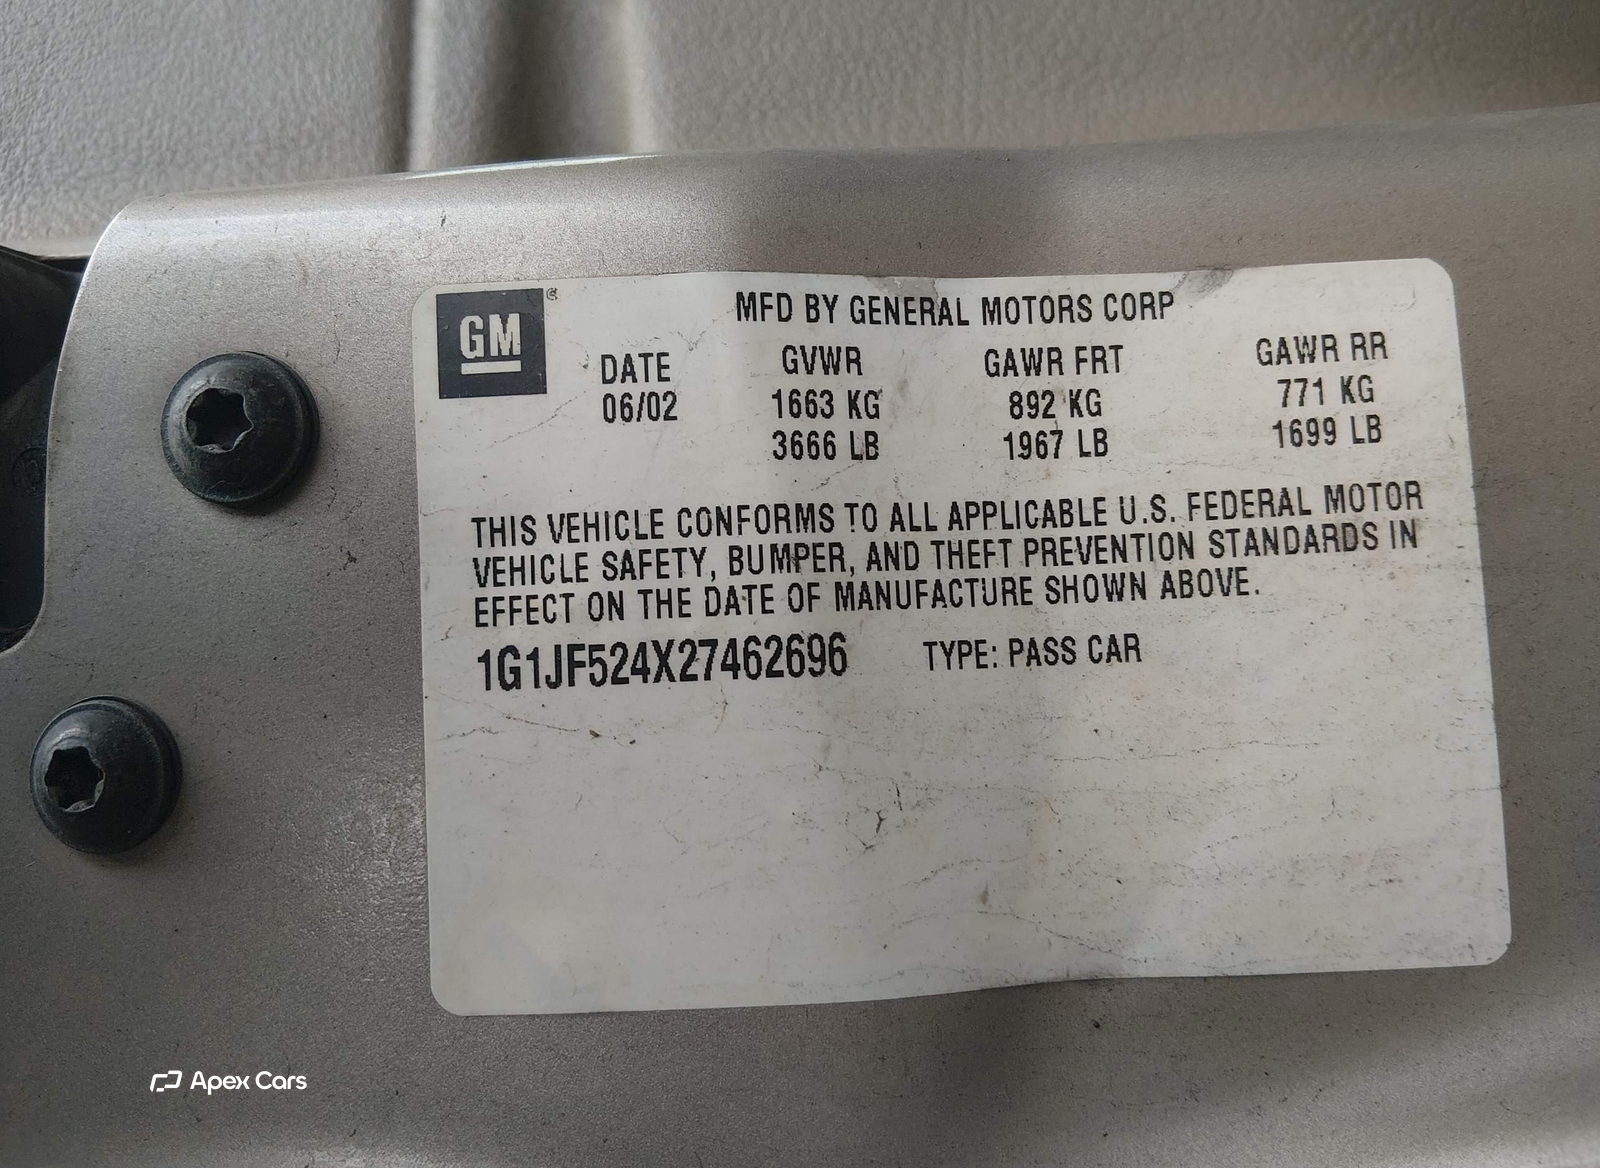 GM
MFD BY GENERAL MOTORS CORP
DATE GVWR GAWR FRT GAWR RR
06/02 1663 KG 892 KG 771 KG
3666 LB 1967 LB 1699 LB
THIS VEHICLE CONFORMS TO ALL APPLICABLE U.S. FEDERAL MOTOR
VEHICLE SAFETY, BUMPER, AND THEFT PREVENTION STANDARDS IN
EFFECT ON THE DATE OF MANUFACTURE SHOWN ABOVE.
1G1JF524X27462696 TYPE: PASS CAR
Apex Cars